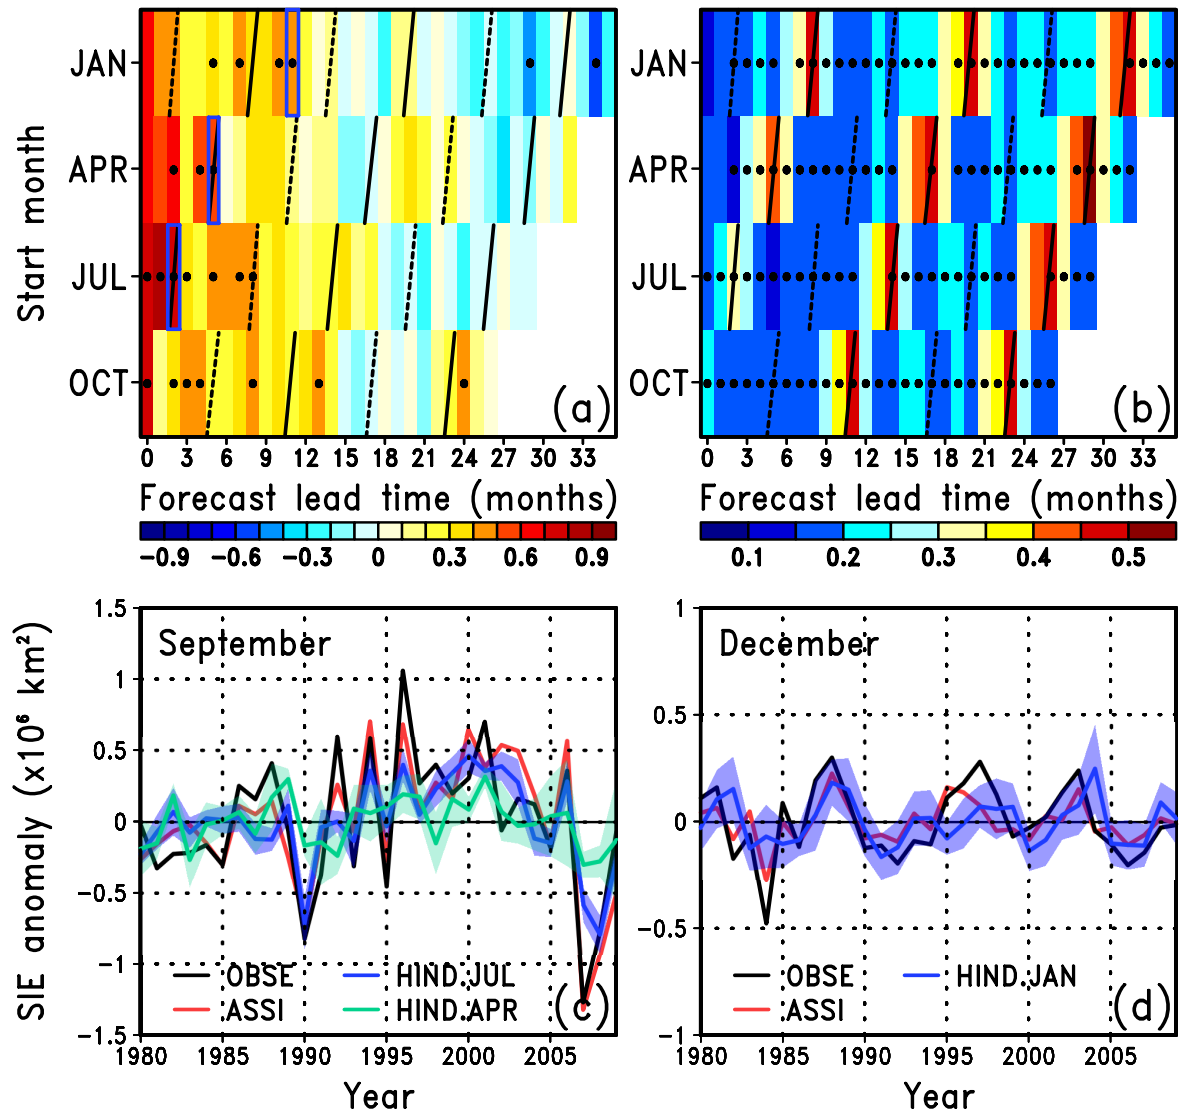 Start month
JAN
APR
JUL
OCT
(a)
0 3 6 9 12 15 18 21 24 27 30 33
Forecast lead time (months)
-0.9 -0.6 -0.3 0 0.3 0.6 0.9
JAN
APR
JUL
OCT
(b)
0 3 6 9 12 15 18 21 24 27 30 33
Forecast lead time (months)
0.1 0.2 0.3 0.4 0.5
SIE anomaly (x10⁶ km²)
1.5
1
0.5
0
-0.5
-1
-1.5
September
OBSE
ASSI
HIND.JUL
HIND.APR
(c)
1980 1985 1990 1995 2000 2005
Year
1
0.5
0
-0.5
-1
December
OBSE
ASSI
HIND.JAN
(d)
1980 1985 1990 1995 2000 2005
Year